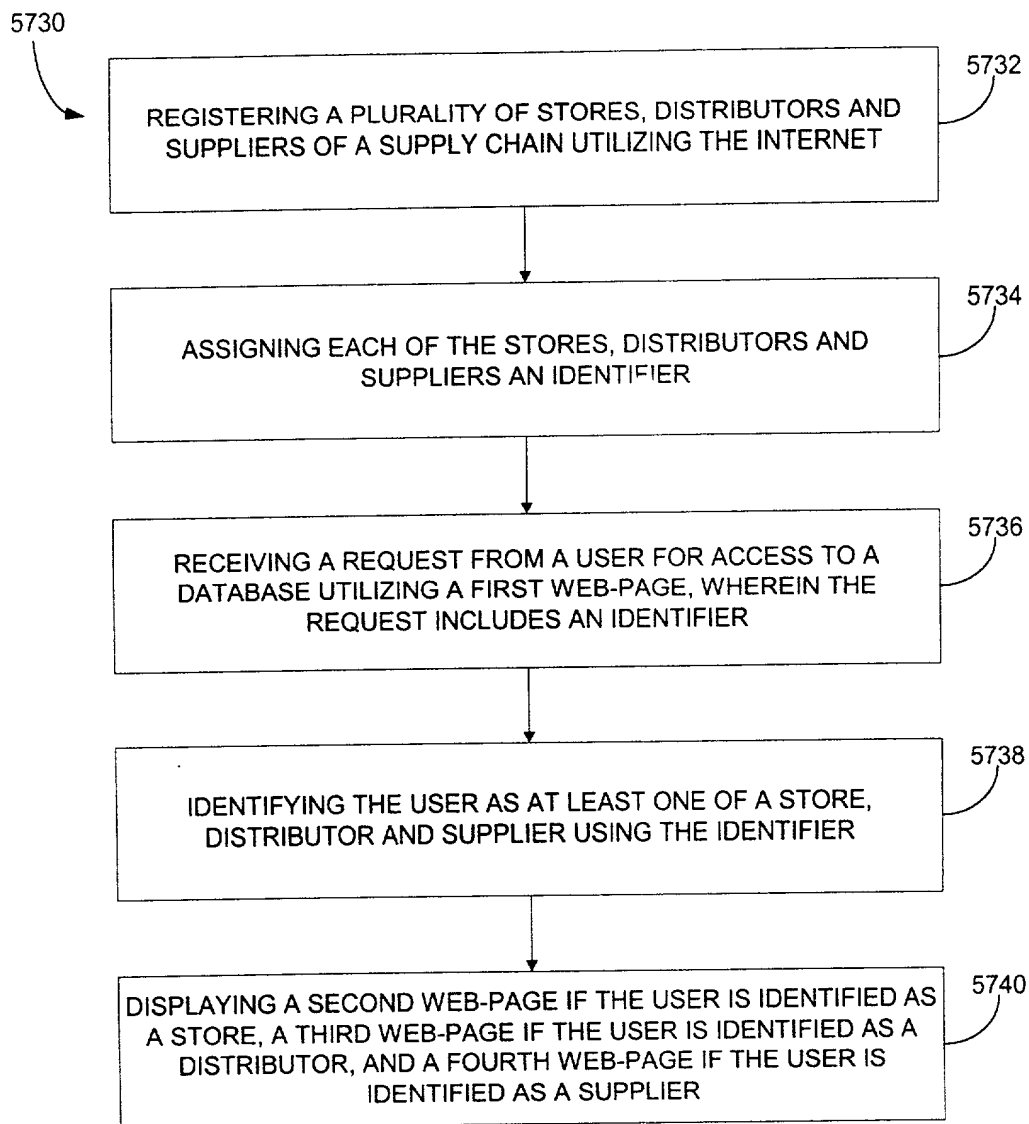 5730
5732
REGISTERING A PLURALITY OF STORES, DISTRIBUTORS AND
SUPPLIERS OF A SUPPLY CHAIN UTILIZING THE INTERNET
5734
ASSIGNING EACH OF THE STORES, DISTRIBUTORS AND
SUPPLIERS AN IDENTIFIER
5736
RECEIVING A REQUEST FROM A USER FOR ACCESS TO A
DATABASE UTILIZING A FIRST WEB-PAGE, WHEREIN THE
REQUEST INCLUDES AN IDENTIFIER
5738
IDENTIFYING THE USER AS AT LEAST ONE OF A STORE,
DISTRIBUTOR AND SUPPLIER USING THE IDENTIFIER
5740
DISPLAYING A SECOND WEB-PAGE IF THE USER IS IDENTIFIED AS
A STORE, A THIRD WEB-PAGE IF THE USER IS IDENTIFIED AS A
DISTRIBUTOR, AND A FOURTH WEB-PAGE IF THE USER IS
IDENTIFIED AS A SUPPLIER